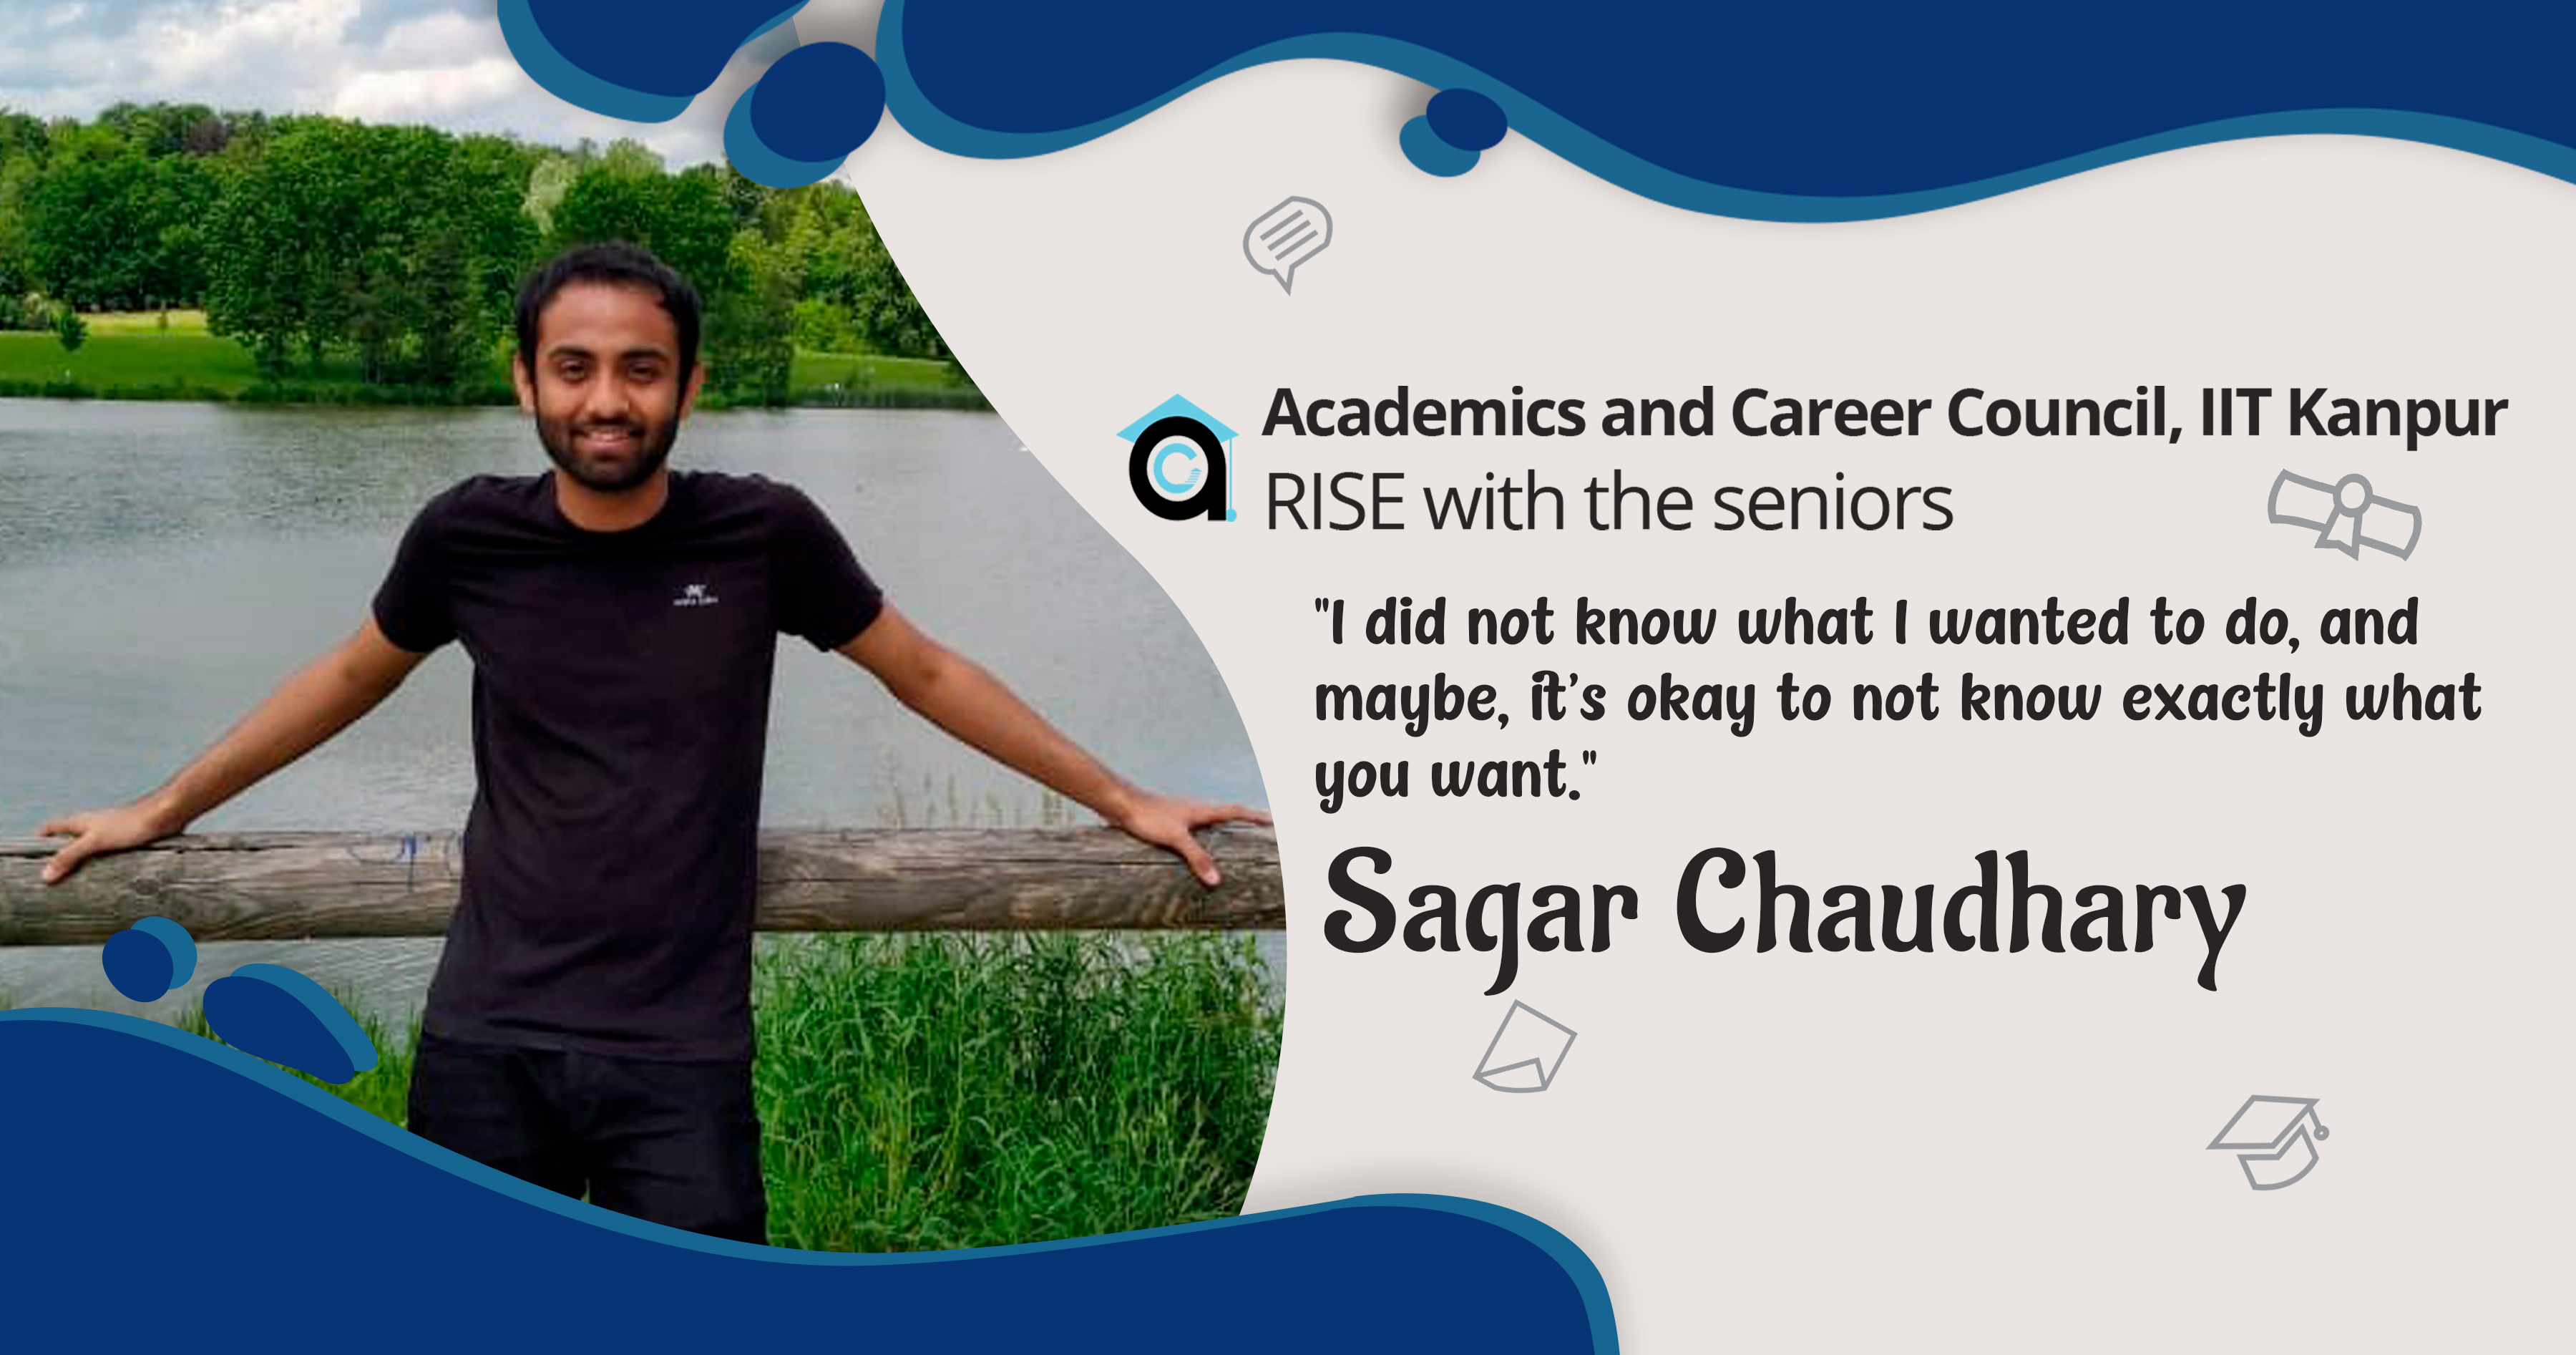 Academics and Career Council, IIT Kanpur
RISE with the seniors
"I did not know what I wanted to do, and
maybe, it's okay to not know exactly what
you want."
Sagar Chaudhary